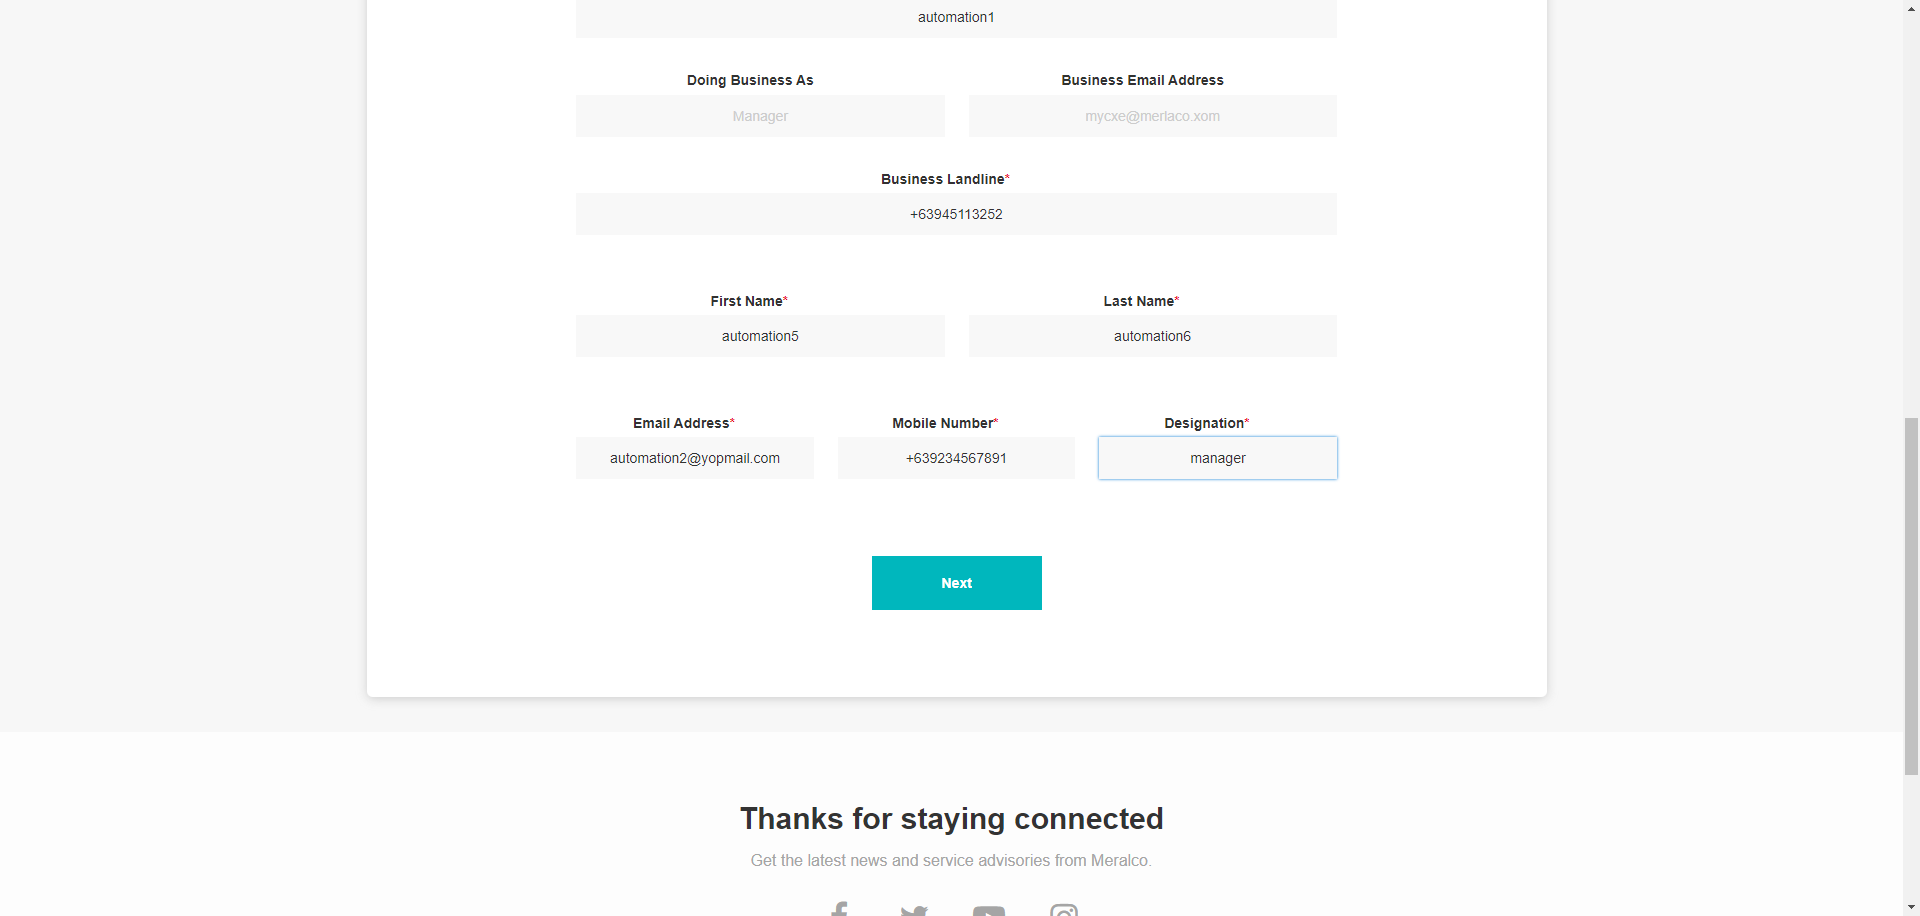 automation1
Doing Business As
Business Email Address
Manager
mycxe@merlaco.xom
Business Landline*
+63945113252
First Name*
Last Name*
automation5
automation6
Email Address*
Mobile Number*
Designation*
automation2@yopmail.com
+639234567891
manager
Next
Thanks for staying connected
Get the latest news and service advisories from Meralco.